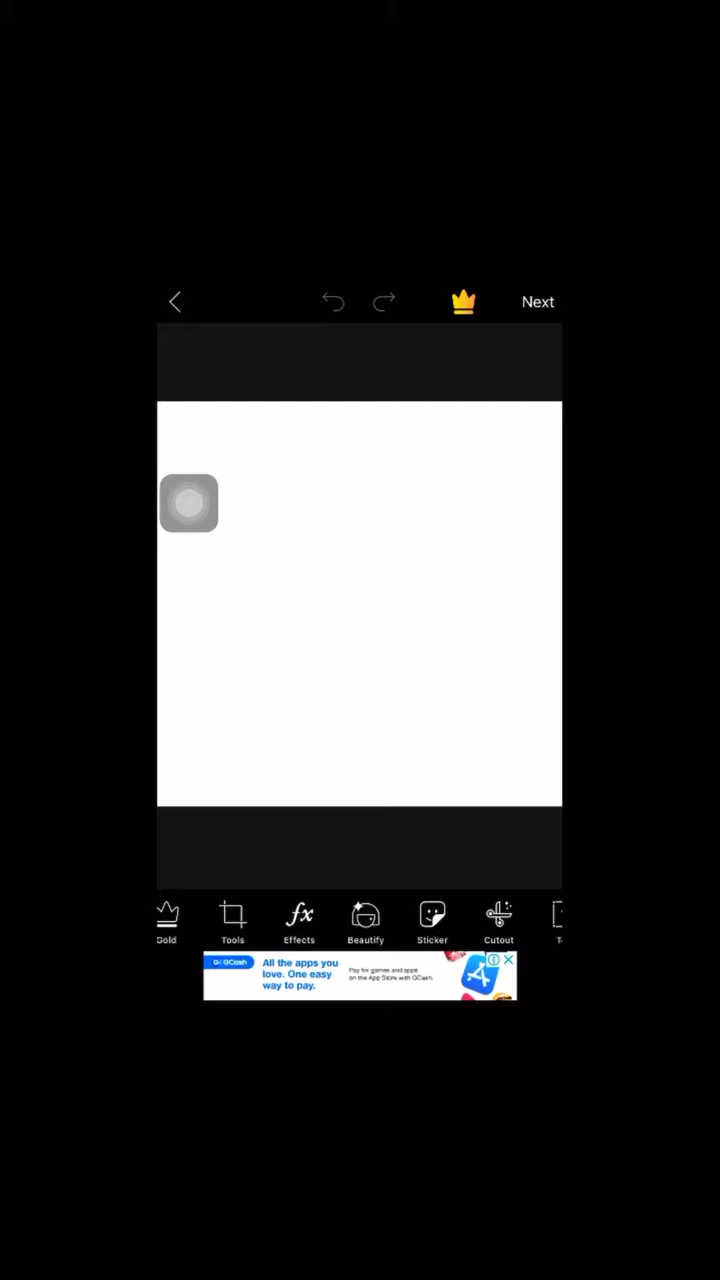 Next
Gold
Tools
Effects
Beautify
Sticker
Cutout
GCash
All the apps you
love. One easy
way to pay.
Pay for games and apps
on the App Store with GCash.